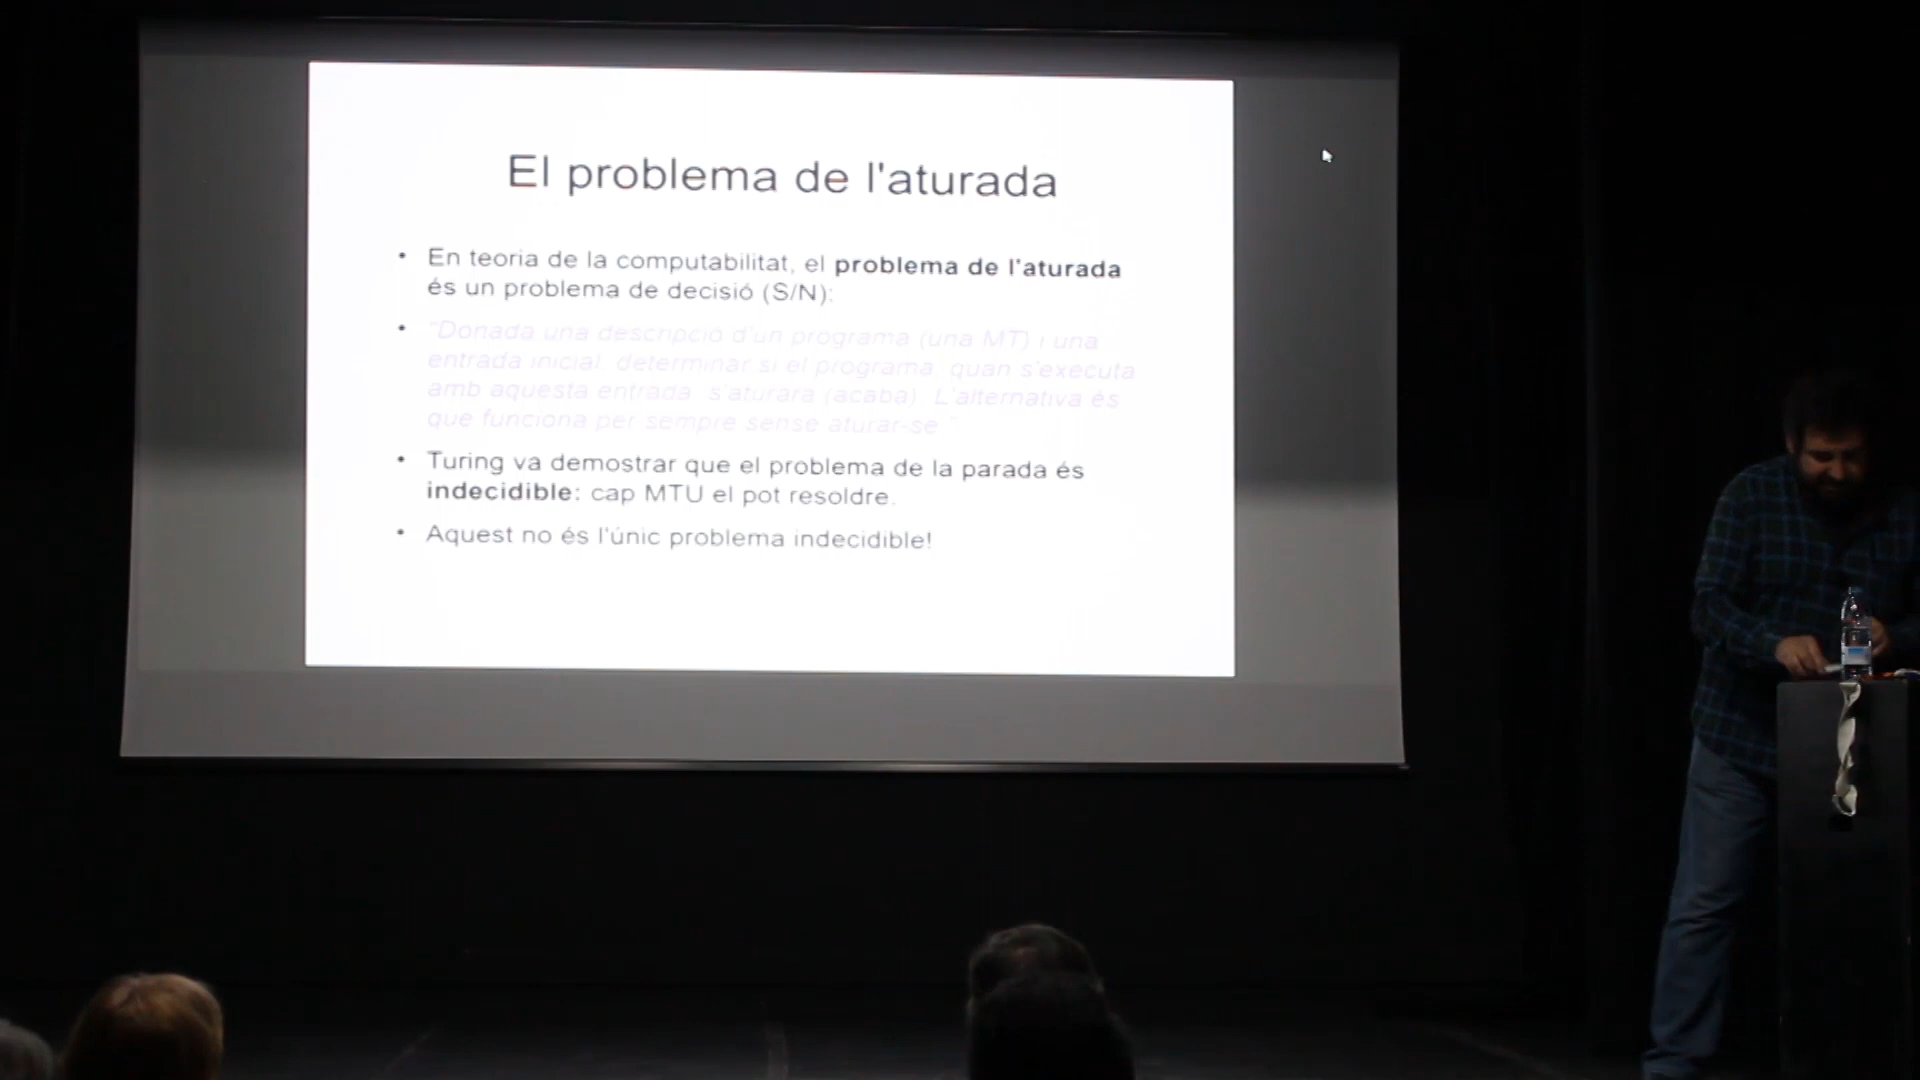 El problema de l'aturada
• En teoria de la computabilitat, el problema de l'aturada
és un problema de decisió (S/N):
• "Donada una descripció d'un programa (una MT) i una
entrada inicial, determinar si el programa, quan s'executa
amb aquesta entrada, s'aturarà (acaba). L'alternativa és
que funciona per sempre sense aturar-se."
• Turing va demostrar que el problema de la parada és
indecidible: cap MTU el pot resoldre.
• Aquest no és l'únic problema indecidible!